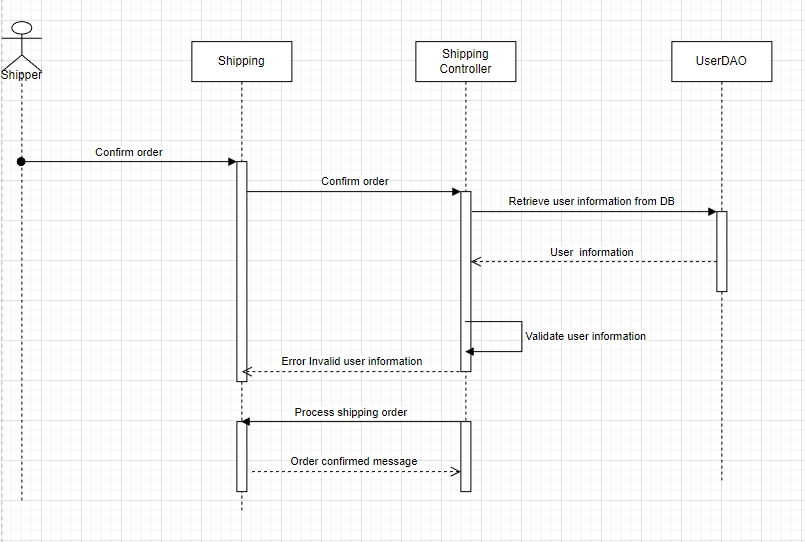 Shipper
Shipping
Shipping
Controller
UserDAO
Confirm order
Confirm order
Retrieve user information from DB
User information
Validate user information
Error Invalid user information
Process shipping order
Order confirmed message